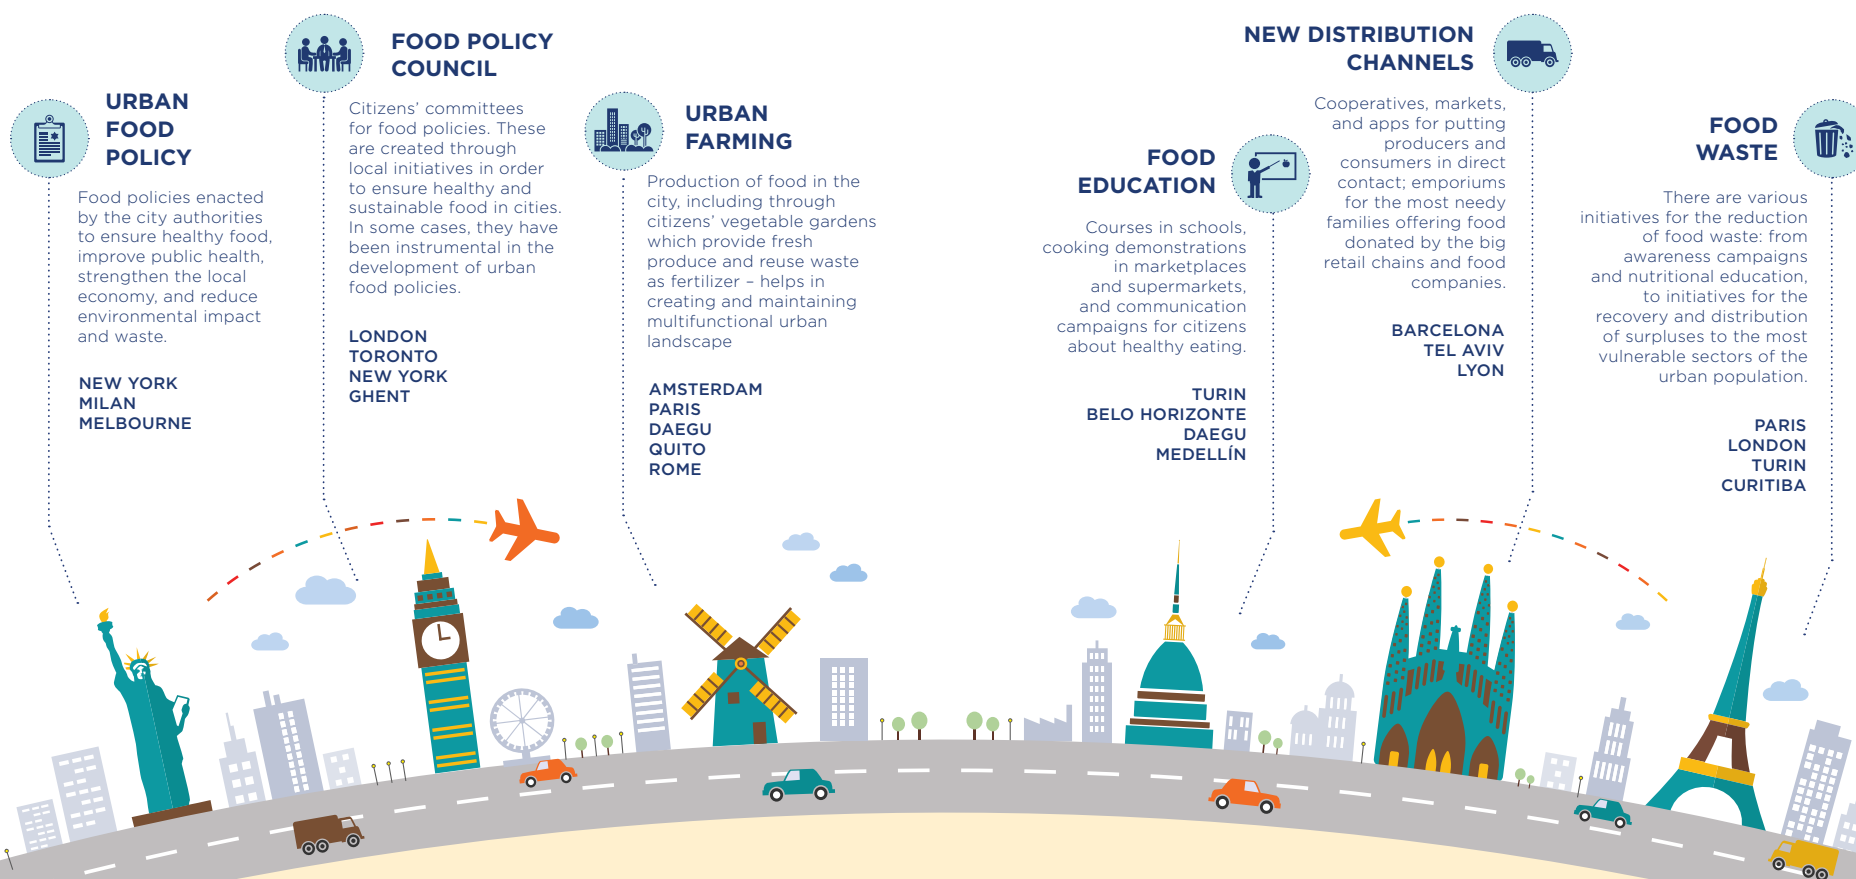 URBAN
FOOD
POLICY
Food policies enacted
by the city authorities
to ensure healthy food,
improve public health,
strengthen the local
economy, and reduce
environmental impact
and waste.
NEW YORK
MILAN
MELBOURNE
FOOD POLICY
COUNCIL
Citizens’ committees
for food policies. These
are created through
local initiatives in order
to ensure healthy and
sustainable food in cities.
In some cases, they have
been instrumental in the
development of urban
food policies.
LONDON
TORONTO
NEW YORK
GHENT
URBAN
FARMING
Production of food in the
city, including through
citizens’ vegetable gardens
which provide fresh
produce and reuse waste
as fertilizer – helps in
creating and maintaining
multifunctional urban
landscape
AMSTERDAM
PARIS
DAEGU
QUITO
ROME
FOOD
EDUCATION
Courses in schools,
cooking demonstrations
in marketplaces
and supermarkets,
and communication
campaigns for citizens
about healthy eating.
TURIN
BELO HORIZONTE
DAEGU
MEDELLÍN
NEW DISTRIBUTION
CHANNELS
Cooperatives, markets,
and apps for putting
producers and
consumers in direct
contact; emporiums
for the most needy
families offering food
donated by the big
retail chains and food
companies.
BARCELONA
TEL AVIV
LYON
FOOD
WASTE
There are various
initiatives for the reduction
of food waste: from
awareness campaigns
and nutritional education,
to initiatives for the
recovery and distribution
of surpluses to the most
vulnerable sectors of the
urban population.
PARIS
LONDON
TURIN
CURITIBA